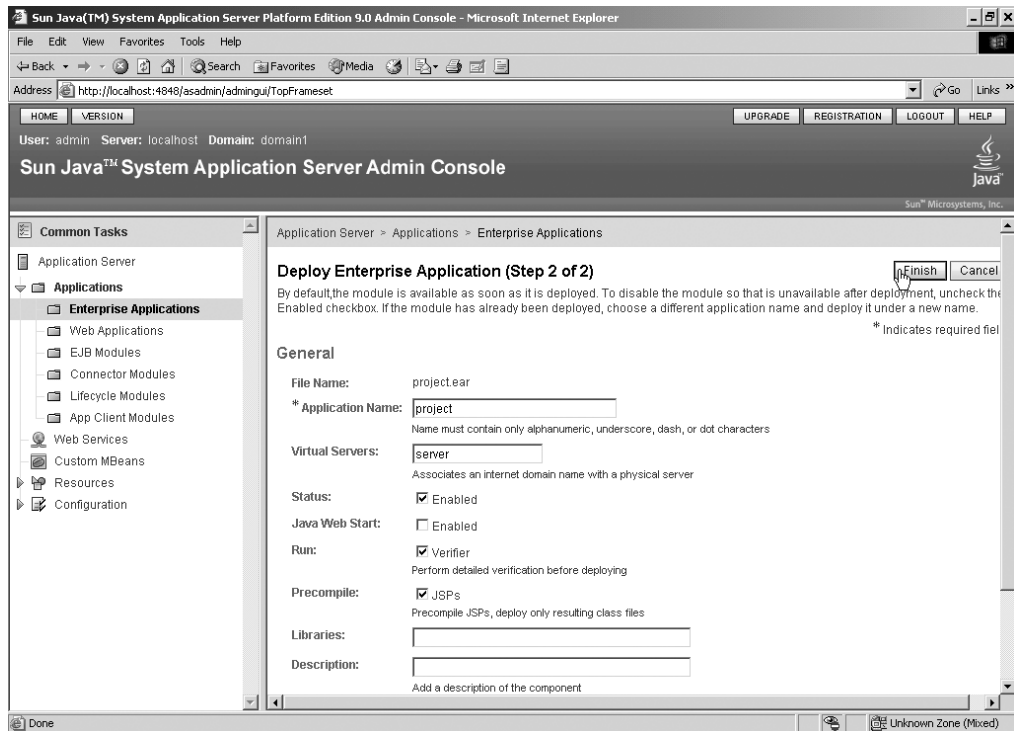 Sun Java(TM) System Application Server Platform Edition 9.0 Admin Console - Microsoft Internet Explorer
File Edit View Favorites Tools Help
Back Search Favorites Media
Address http://localhost:4848/asadmin/admingui/TopFrameset Go Links »
HOME VERSION UPGRADE REGISTRATION LOGOUT HELP
User: admin Server: localhost Domain: domain1
Sun Java™ System Application Server Admin Console
Java™
Sun™ Microsystems, Inc.
Common Tasks
Application Server
Applications
Enterprise Applications
Web Applications
EJB Modules
Connector Modules
Lifecycle Modules
App Client Modules
Web Services
Custom MBeans
Resources
Configuration
Application Server > Applications > Enterprise Applications
Deploy Enterprise Application (Step 2 of 2) Finish Cancel
By default,the module is available as soon as it is deployed. To disable the module so that is unavailable after deployment, uncheck the
Enabled checkbox. If the module has already been deployed, choose a different application name and deploy it under a new name.
* Indicates required fiel
General
File Name: project.ear
* Application Name: project
Name must contain only alphanumeric, underscore, dash, or dot characters
Virtual Servers: server
Associates an internet domain name with a physical server
Status: Enabled
Java Web Start: Enabled
Run: Verifier
Perform detailed verification before deploying
Precompile: JSPs
Precompile JSPs, deploy only resulting class files
Libraries:
Description:
Add a description of the component
Done Unknown Zone (Mixed)